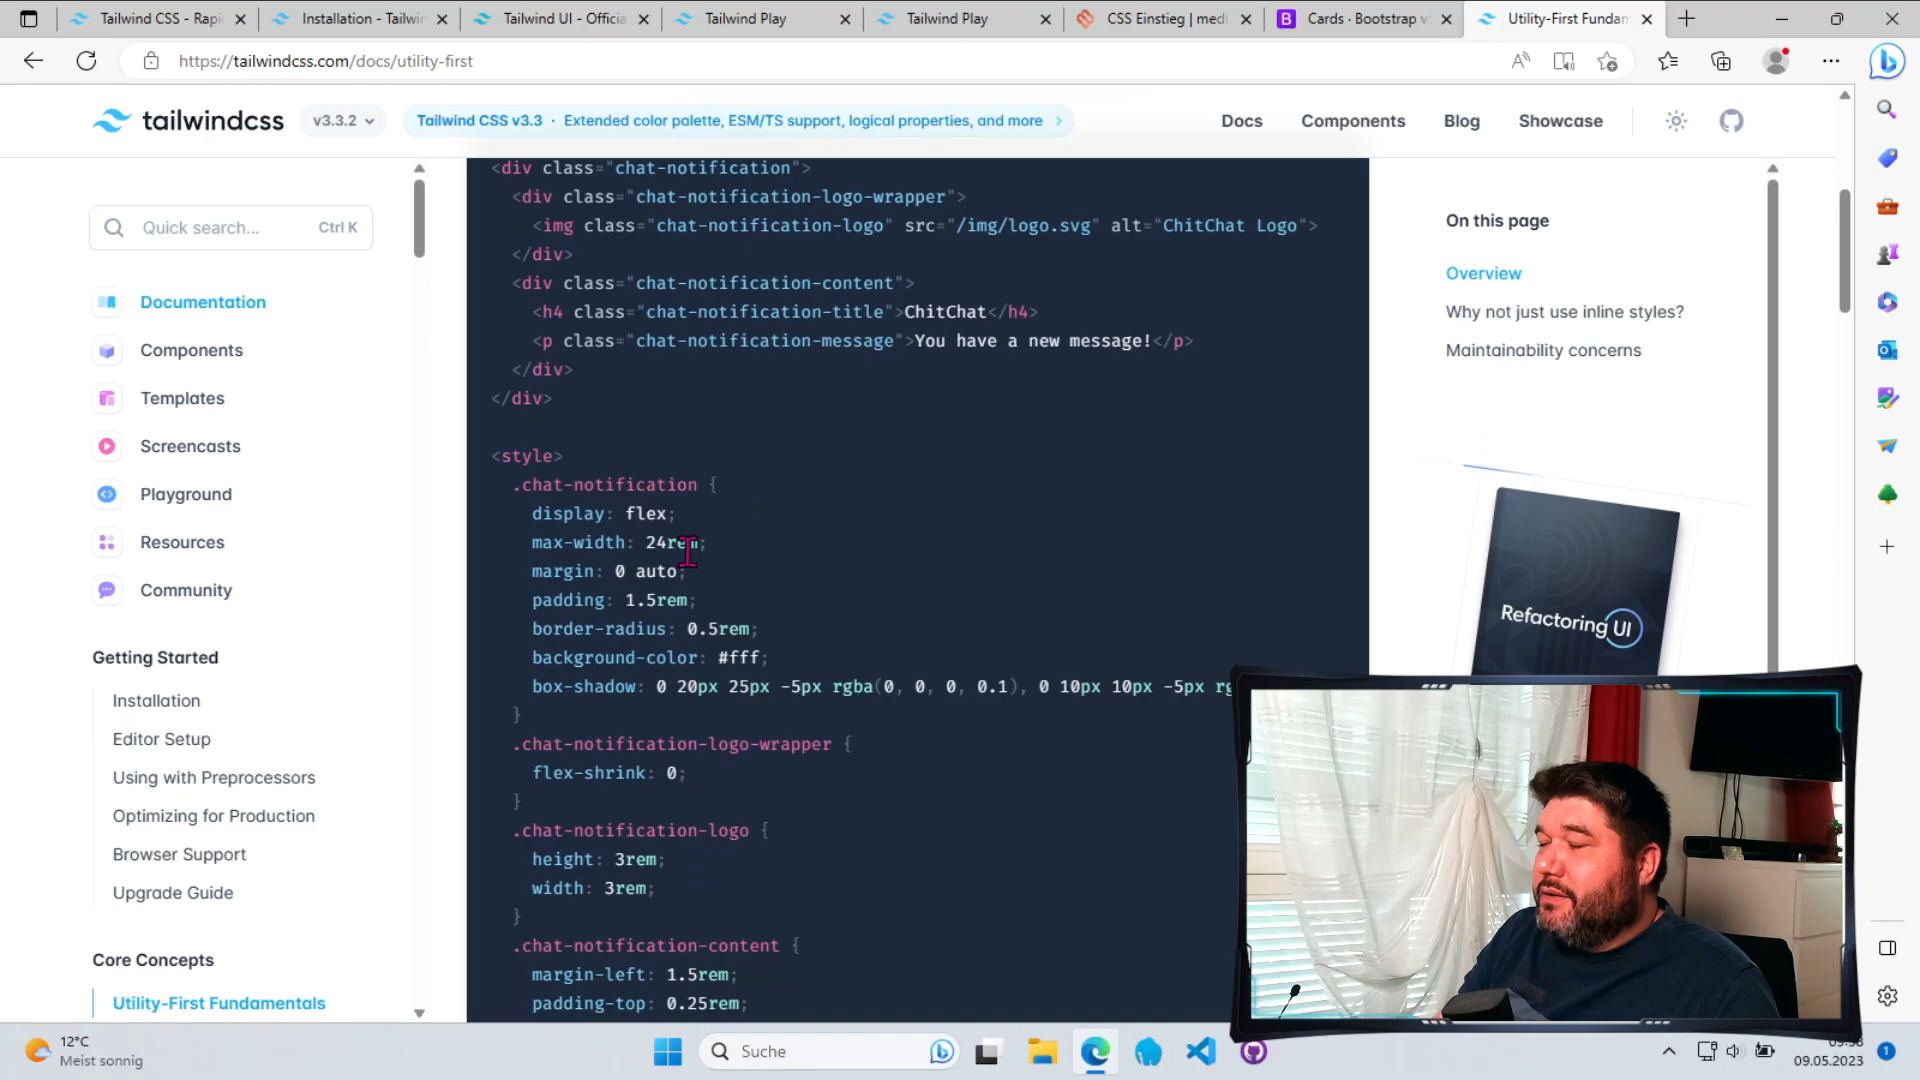 Tailwind CSS - Rapi
Installation - Tailwin
Tailwind UI - Officia
Tailwind Play
Tailwind Play
CSS Einstieg | medi
Cards · Bootstrap v
Utility-First Fundam
https://tailwindcss.com/docs/utility-first
tailwindcss
v3.3.2
Tailwind CSS v3.3 · Extended color palette, ESM/TS support, logical properties, and more
Docs
Components
Blog
Showcase
Quick search...
Ctrl K
Documentation
Components
Templates
Screencasts
Playground
Resources
Community
Getting Started
Installation
Editor Setup
Using with Preprocessors
Optimizing for Production
Browser Support
Upgrade Guide
Core Concepts
Utility-First Fundamentals
<div class="chat-notification">
<div class="chat-notification-logo-wrapper">
<img class="chat-notification-logo" src="/img/logo.svg" alt="ChitChat Logo">
</div>
<div class="chat-notification-content">
<h4 class="chat-notification-title">ChitChat</h4>
<p class="chat-notification-message">You have a new message!</p>
</div>
</div>
<style>
.chat-notification {
display: flex;
max-width: 24rem;
margin: 0 auto;
padding: 1.5rem;
border-radius: 0.5rem;
background-color: #fff;
box-shadow: 0 20px 25px -5px rgba(0, 0, 0, 0.1), 0 10px 10px -5px rg
}
.chat-notification-logo-wrapper {
flex-shrink: 0;
}
.chat-notification-logo {
height: 3rem;
width: 3rem;
}
.chat-notification-content {
margin-left: 1.5rem;
padding-top: 0.25rem;
On this page
Overview
Why not just use inline styles?
Maintainability concerns
Refactoring UI
12°C
Meist sonnig
Suche
09.05.2023
1